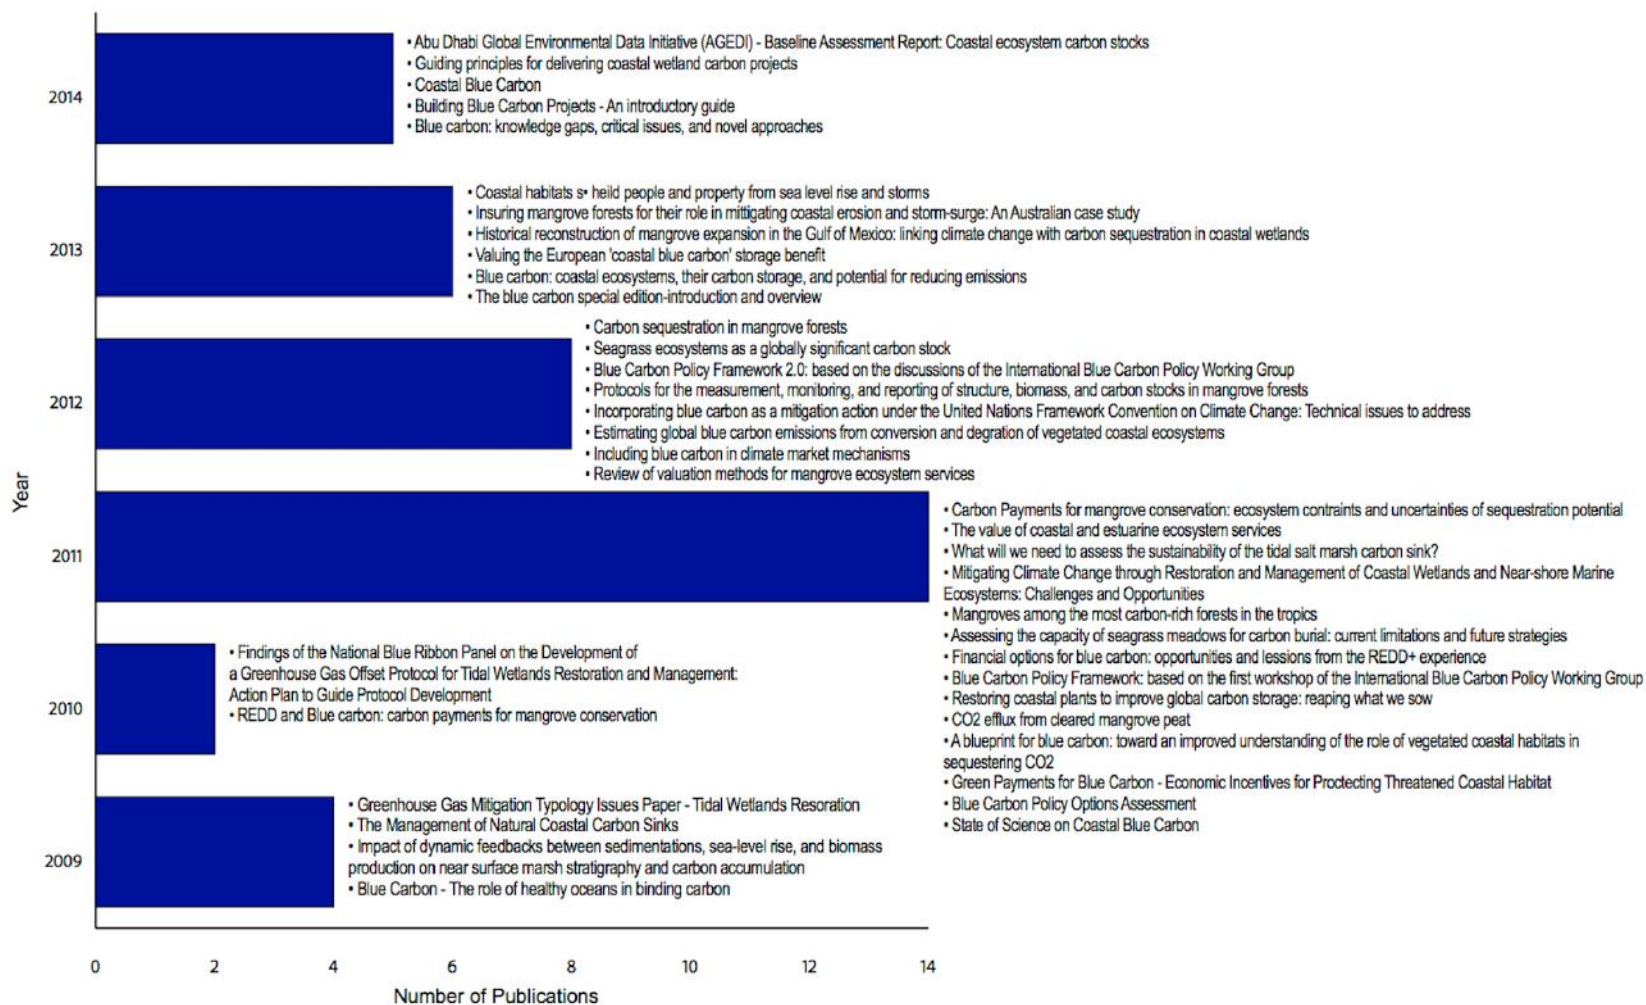 2014
• Abu Dhabi Global Environmental Data Initiative (AGEDI) - Baseline Assessment Report: Coastal ecosystem carbon stocks
• Guiding principles for delivering coastal wetland carbon projects
• Coastal Blue Carbon
• Building Blue Carbon Projects - An introductory guide
• Blue carbon: knowledge gaps, critical issues, and novel approaches
2013
• Coastal habitats s• heild people and property from sea level rise and storms
• Insuring mangrove forests for their role in mittigating coastal erosion and storm-surge: An Australian case study
• Historical reconstruction of mangrove expansion in the Gulf of Mexico: linking climate change with carbon sequestration in coastal wetlands
• Valuing the European 'coastal blue carbon' storage benefit
• Blue carbon: coastal ecosystems, their carbon storage, and potential for reducing emissions
• The blue carbon special edition-introduction and overview
2012
• Carbon sequestration in mangrove forests
• Seagrass ecosystems as a globally significant carbon stock
• Blue Carbon Policy Framework 2.0: based on the discussions of the International Blue Carbon Policy Working Group
• Protocols for the measurement, monitoring, and reporting of structure, biomass, and carbon stocks in mangrove forests
• Incorporating blue carbon as a mitigation action under the United Nations Framework Convention on Climate Change: Technical issues to address
• Estimating global blue carbon emissions from conversion and degration of vegetated coastal ecosystems
• Including blue carbon in climate market mechanisms
• Review of valuation methods for mangrove ecosystem services
Year
2011
• Carbon Payments for mangrove conservation: ecosystem contraints and uncertainties of sequestration potential
• The value of coastal and estuarine ecosystem services
• What will we need to assess the sustainability of the tidal salt marsh carbon sink?
• Mitigating Climate Change through Restoration and Management of Coastal Wetlands and Near-shore Marine
Ecosystems: Challenges and Opportunities
• Mangroves among the most carbon-rich forests in the tropics
• Assessing the capacity of seagrass meadows for carbon burial: current limitations and future strategies
• Financial options for blue carbon: opportunities and lessions from the REDD+ experience
• Blue Carbon Policy Framework: based on the first workshop of the International Blue Carbon Policy Working Group
• Restoring coastal plants to improve global carbon storage: reaping what we sow
• CO2 efflux from cleared mangrove peat
• A blueprint for blue carbon: toward an improved understanding of the role of vegetated coastal habitats in
sequestering CO2
• Green Payments for Blue Carbon - Economic Incentives for Proctecting Threatened Coastal Habitat
• Blue Carbon Policy Options Assessment
• State of Science on Coastal Blue Carbon
2010
• Findings of the National Blue Ribbon Panel on the Development of
a Greenhouse Gas Offset Protocol for Tidal Wetlands Restoration and Management:
Action Plan to Guide Protocol Development
• REDD and Blue carbon: carbon payments for mangrove conservation
2009
• Greenhouse Gas Mitigation Typology Issues Paper - Tidal Wetlands Resoration
• The Management of Natural Coastal Carbon Sinks
• Impact of dynamic feedbacks between sedimentations, sea-level rise, and biomass
production on near surface marsh stratigraphy and carbon accumulation
• Blue Carbon - The role of healthy oceans in binding carbon
0 2 4 6 8 10 12 14
Number of Publications